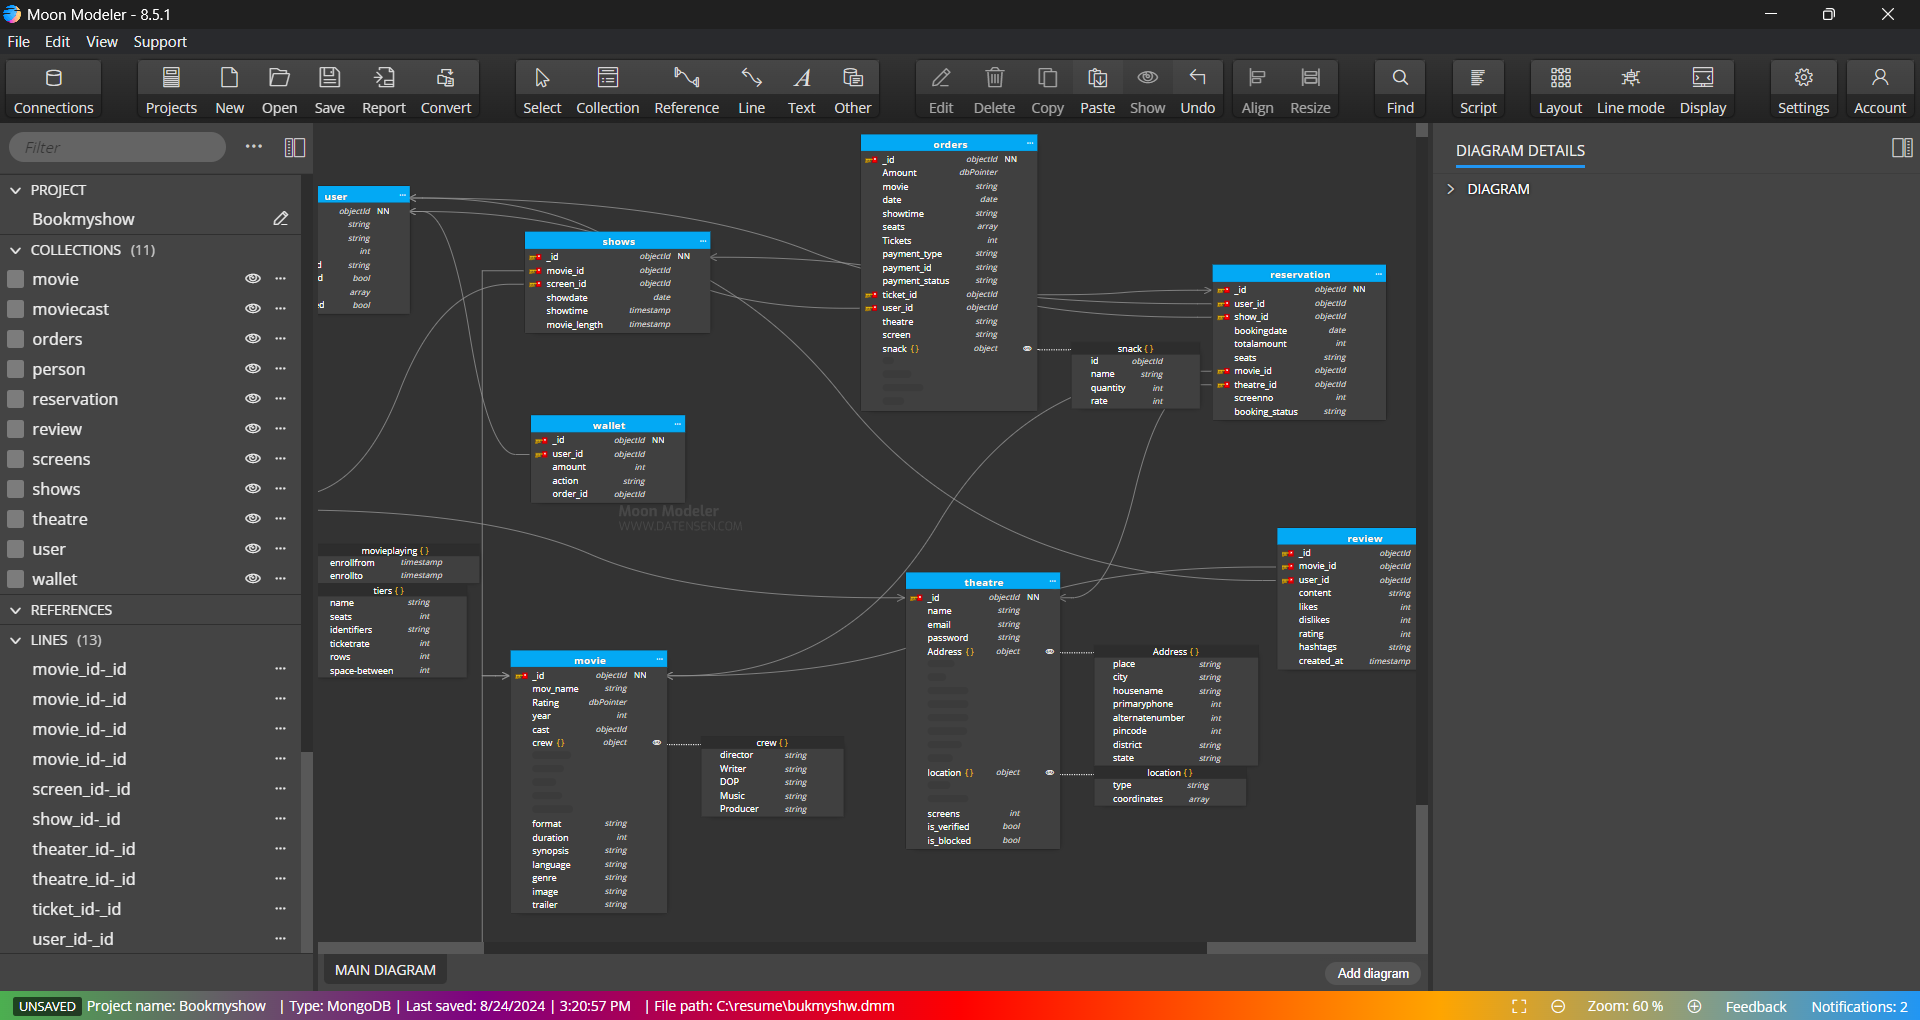 Moon Modeler - 8.5.1
File Edit View Support
Connections Projects New Open Save Report Convert Select Collection Reference Line Text Other Edit Delete Copy Paste Show Undo Align Resize Find Script Layout Line mode Display Settings Account
Filter
PROJECT
Bookmyshow
COLLECTIONS (11)
movie
moviecast
orders
person
reservation
review
screens
shows
theatre
user
wallet
REFERENCES
LINES (13)
movie_id-_id
movie_id-_id
movie_id-_id
movie_id-_id
screen_id-_id
show_id-_id
theater_id-_id
theatre_id-_id
ticket_id-_id
user_id-_id
user
objectId NN
string
string
int
d string
d bool
array
ed bool
shows
_id objectId NN
movie_id objectId
screen_id objectId
showdate date
showtime timestamp
movie_length timestamp
orders
_id objectId NN
Amount dbPointer
movie string
date date
showtime string
seats array
Tickets int
payment_type string
payment_id string
payment_status string
ticket_id objectId
user_id objectId
theatre string
screen string
snack {} object
snack {}
id objectId
name string
quantity int
rate int
reservation
_id objectId NN
user_id objectId
show_id objectId
bookingdate date
totalamount int
seats string
movie_id objectId
theatre_id objectId
screenno int
booking_status string
wallet
_id objectId NN
user_id objectId
amount int
action string
order_id objectId
Moon Modeler
WWW.DATENSEN.COM
movieplaying {}
enrollfrom timestamp
enrollto timestamp
tiers {}
name string
seats int
identifiers string
ticketrate int
rows int
space-between int
movie
_id objectId NN
mov_name string
Rating dbPointer
year int
cast objectId
crew {} object
format string
duration int
synopsis string
language string
genre string
image string
trailer string
crew {}
director string
Writer string
DOP string
Music string
Producer string
theatre
_id objectId NN
name string
email string
password string
Address {} object
location {} object
screens int
is_verified bool
is_blocked bool
Address {}
place string
city string
housename string
primaryphone int
alternatenumber int
pincode int
district string
state string
location {}
type string
coordinates array
review
_id objectId
movie_id objectId
user_id objectId
content string
likes int
dislikes int
rating int
hashtags string
created_at timestamp
DIAGRAM DETAILS
DIAGRAM
MAIN DIAGRAM
Add diagram
UNSAVED Project name: Bookmyshow | Type: MongoDB | Last saved: 8/24/2024 | 3:20:57 PM | File path: C:\resume\bukmyshw.dmm
Zoom: 60 % Feedback Notifications: 2